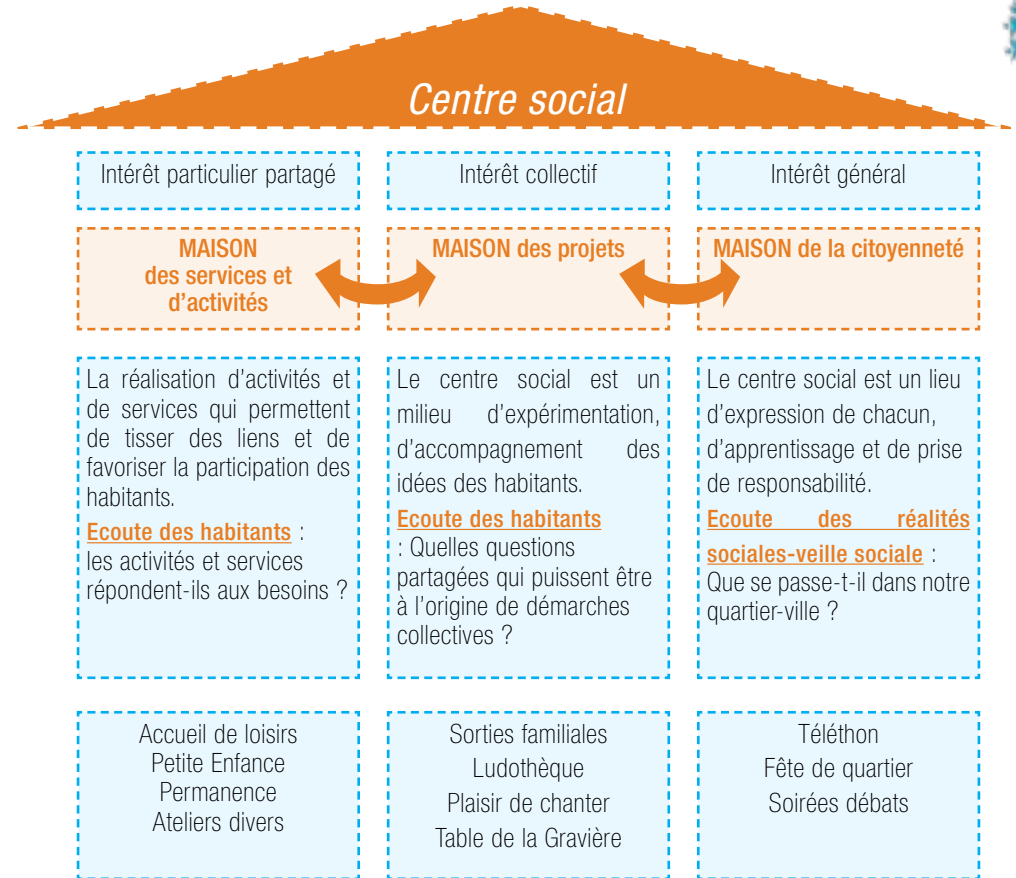 Centre social
Intérêt particulier partagé
Intérêt collectif
Intérêt général
MAISON
des services et
d’activités
MAISON des projets
MAISON de la citoyenneté
La réalisation d’activités et
de services qui permettent
de tisser des liens et de
favoriser la participation des
habitants.
Ecoute des habitants :
les activités et services
répondent-ils aux besoins ?
Le centre social est un
milieu d’expérimentation,
d’accompagnement des
idées des habitants.
Ecoute des habitants
: Quelles questions
partagées qui puissent être
à l’origine de démarches
collectives ?
Le centre social est un lieu
d’expression de chacun,
d’apprentissage et de prise
de responsabilité.
Ecoute des réalités
sociales-veille sociale :
Que se passe-t-il dans notre
quartier-ville ?
Accueil de loisirs
Petite Enfance
Permanence
Ateliers divers
Sorties familiales
Ludothèque
Plaisir de chanter
Table de la Gravière
Téléthon
Fête de quartier
Soirées débats